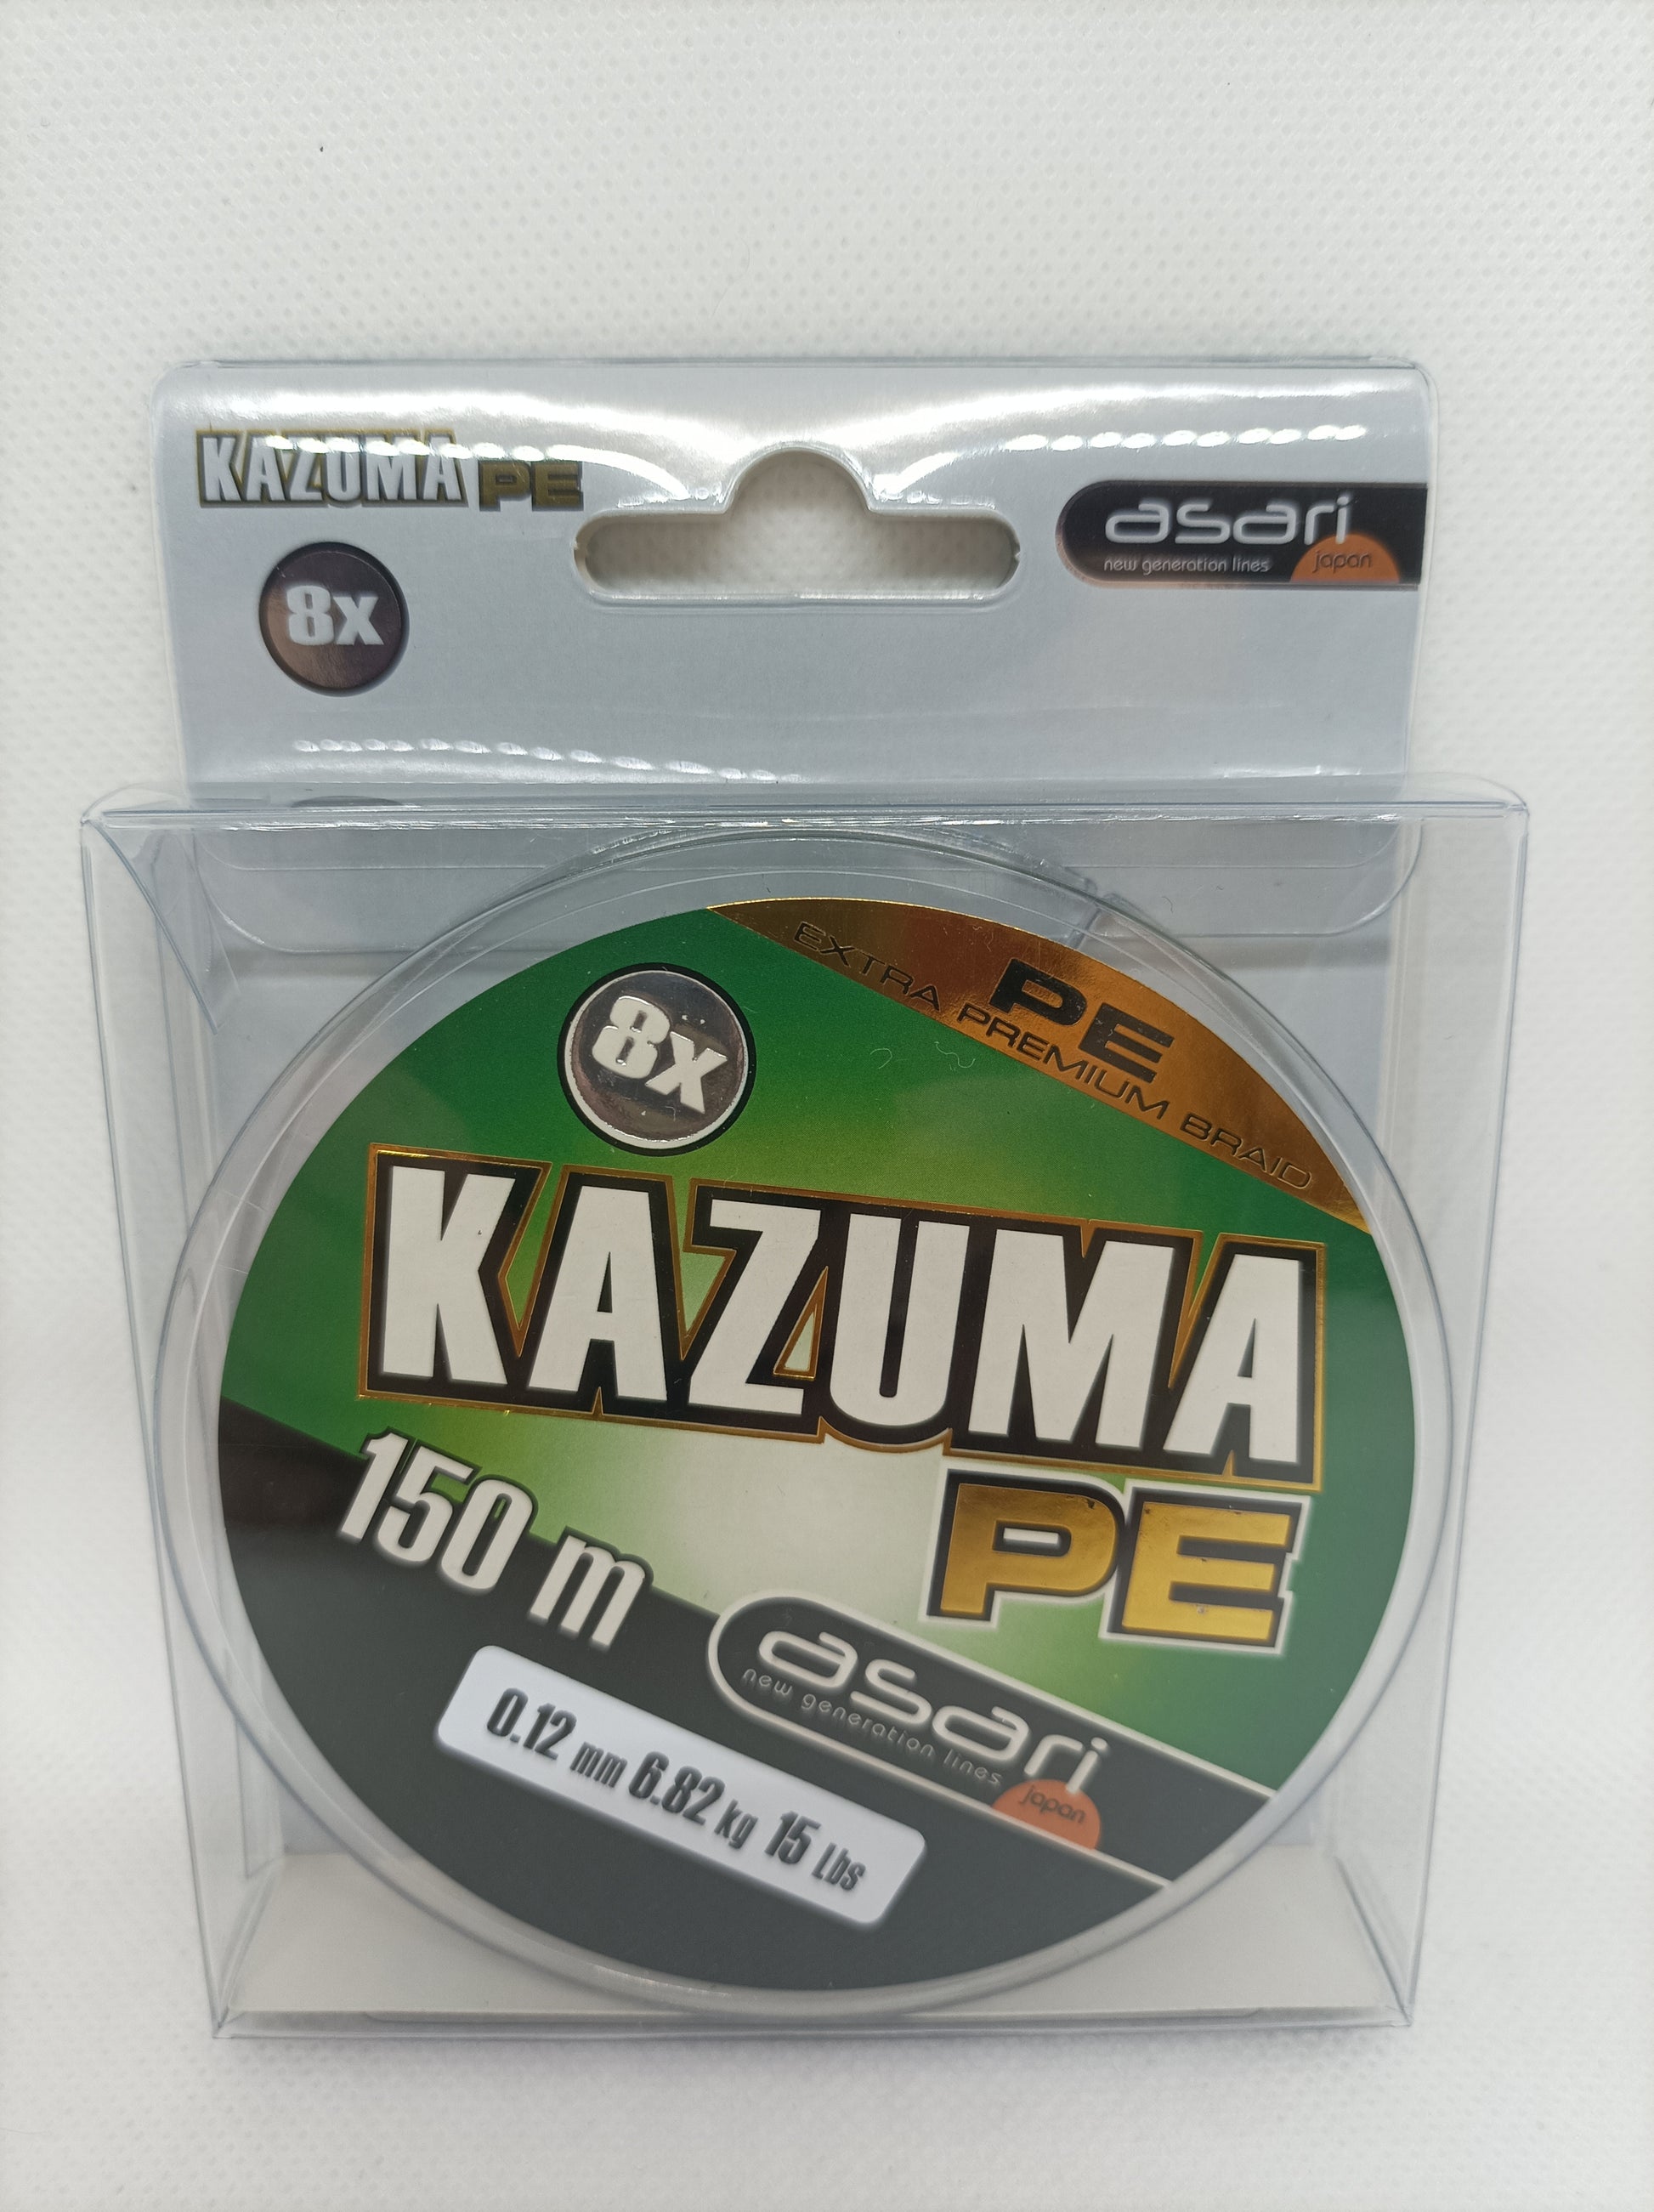 KAZUMA PE
asari
new generation lines japan
8x
PE
EXTRA PREMIUM BRAID
8x
KAZUMA
PE
150 m
asari
new generation lines japan
0.12 mm 6.82 kg 15 Lbs